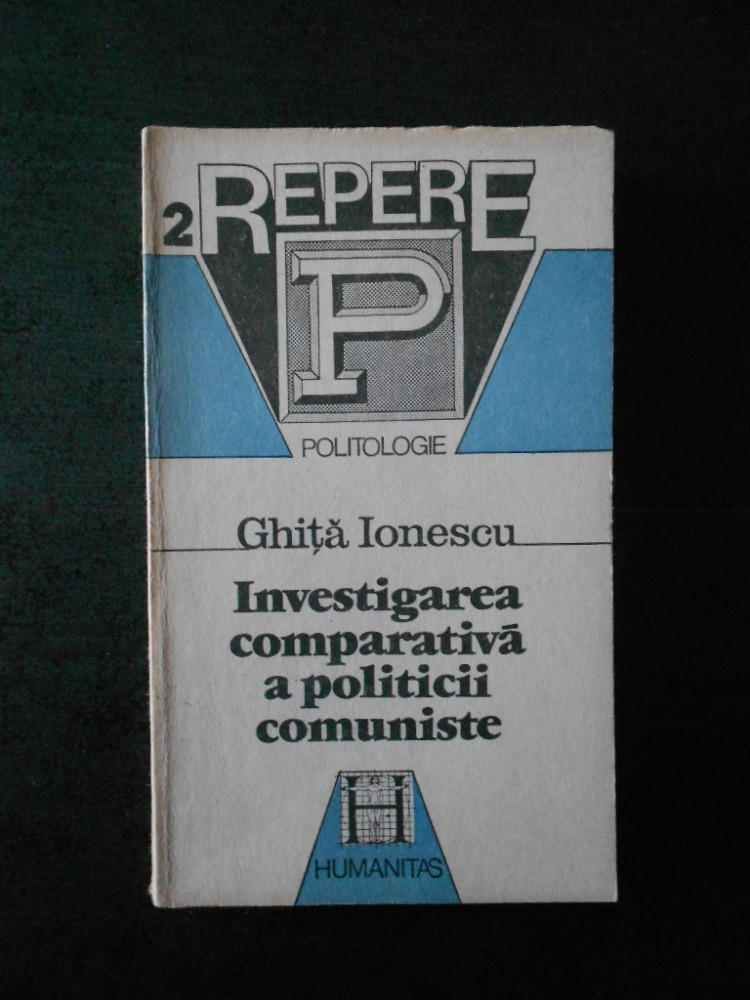 2 REPERE
P
POLITOLOGIE
Ghiță Ionescu
Investigarea
comparativă
a politicii
comuniste
H
HUMANITAS